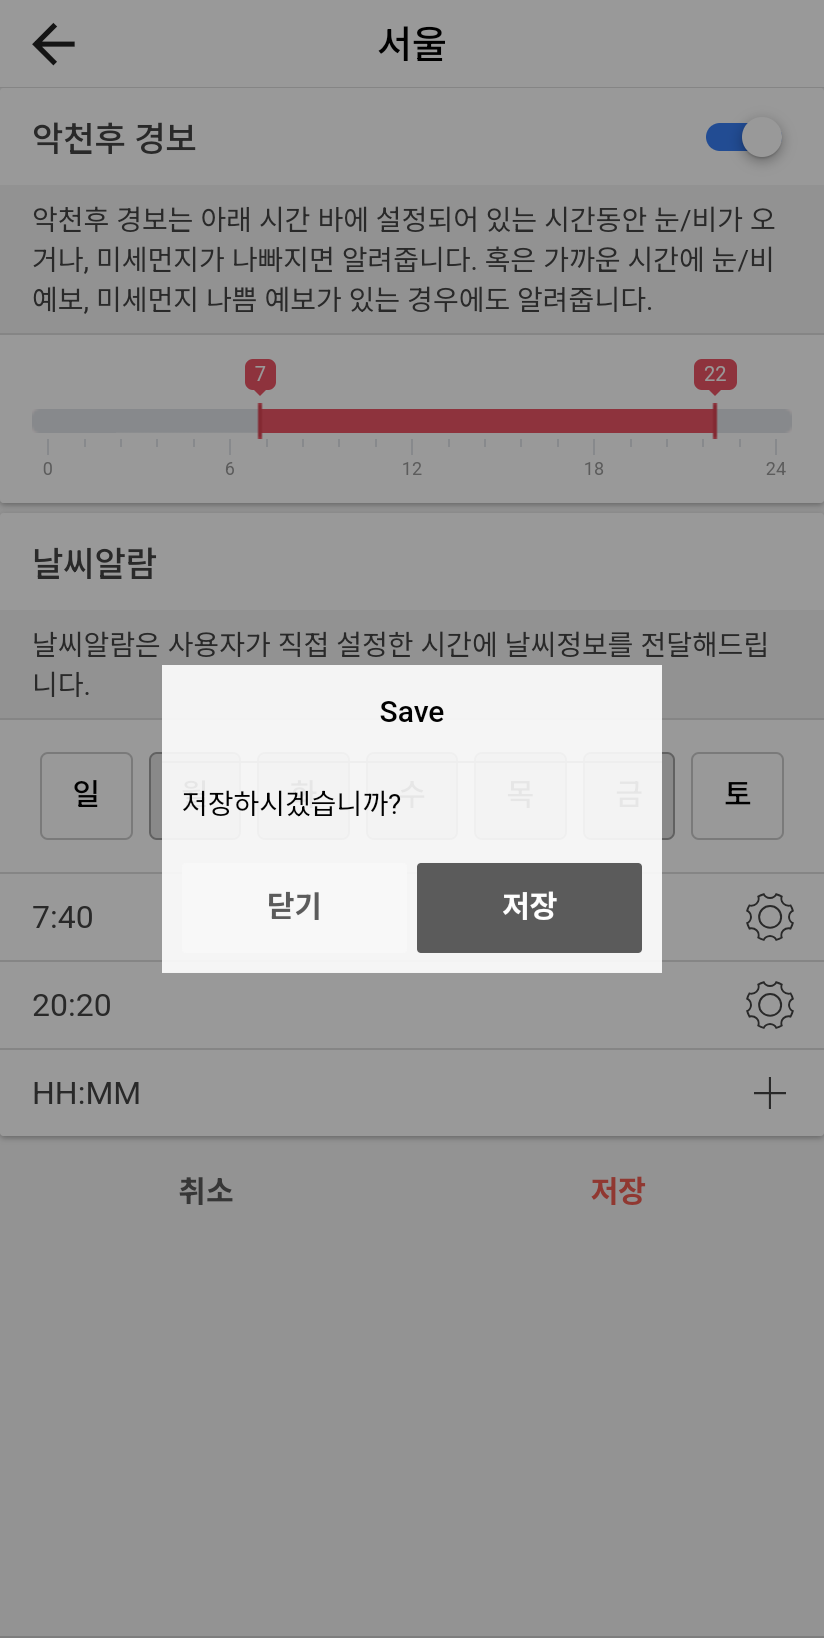 서울
악천후 경보
악천후 경보는 아래 시간 바에 설정되어 있는 시간동안 눈/비가 오
거나, 미세먼지가 나빠지면 알려줍니다. 혹은 가까운 시간에 눈/비
예보, 미세먼지 나쁨 예보가 있는 경우에도 알려줍니다.
7 22
0 6 12 18 24
날씨알람
날씨알람은 사용자가 직접 설정한 시간에 날씨정보를 전달해드립
니다.
Save
일 월 화 수 목 금 토
저장하시겠습니까?
닫기 저장
7:40
20:20
HH:MM
취소 저장